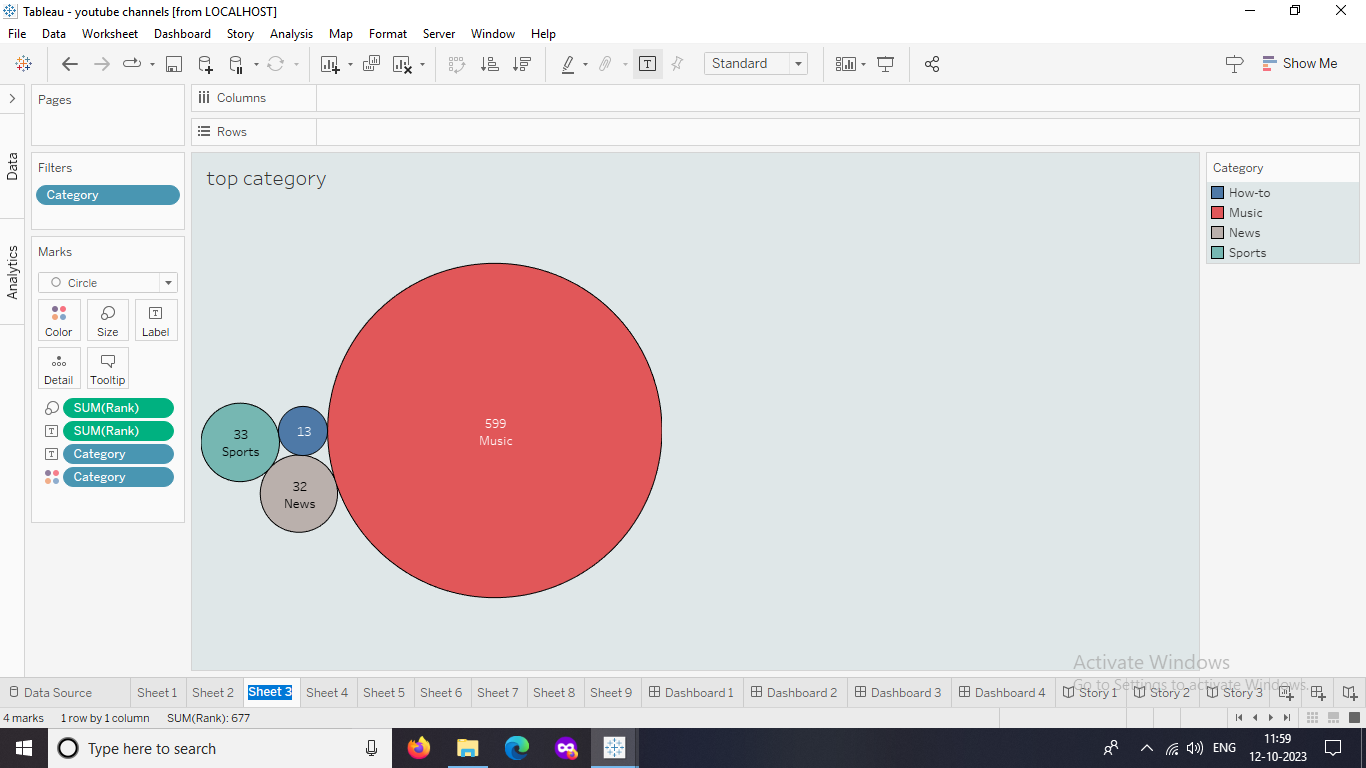 Tableau - youtube channels [from LOCALHOST]
File Data Worksheet Dashboard Story Analysis Map Format Server Window Help
Standard
Show Me
Pages
Columns
Rows
Data
Analytics
Filters
Category
Marks
Circle
Color Size Label
Detail Tooltip
SUM(Rank)
SUM(Rank)
Category
Category
top category
599
Music
33
Sports
13
32
News
Category
How-to
Music
News
Sports
Activate Windows
Go to Settings to activate Windows.
Data Source Sheet 1 Sheet 2 Sheet 3 Sheet 4 Sheet 5 Sheet 6 Sheet 7 Sheet 8 Sheet 9 Dashboard 1 Dashboard 2 Dashboard 3 Dashboard 4 Story 1 Story 2 Story 3
4 marks 1 row by 1 column SUM(Rank): 677
Type here to search
ENG
11:59
12-10-2023